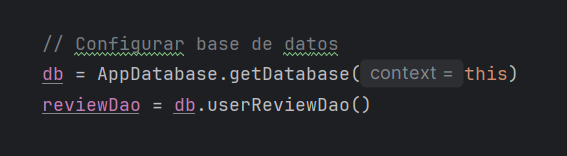 // Configurar base de datos
db = AppDatabase.getDatabase( context = this)
reviewDao = db.userReviewDao()